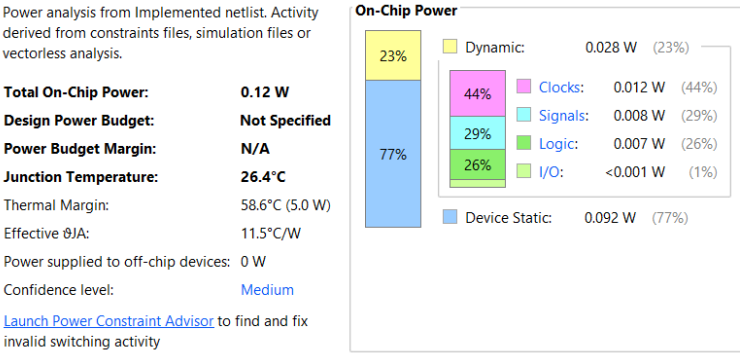 Power analysis from Implemented netlist. Activity
derived from constraints files, simulation files or
vectorless analysis.
Total On-Chip Power: 0.12 W
Design Power Budget: Not Specified
Power Budget Margin: N/A
Junction Temperature: 26.4°C
Thermal Margin: 58.6°C (5.0 W)
Effective ϑJA: 11.5°C/W
Power supplied to off-chip devices: 0 W
Confidence level: Medium
Launch Power Constraint Advisor to find and fix
invalid switching activity
On-Chip Power
23%
77%
Dynamic: 0.028 W (23%)
44%
29%
26%
Clocks: 0.012 W (44%)
Signals: 0.008 W (29%)
Logic: 0.007 W (26%)
I/O: <0.001 W (1%)
Device Static: 0.092 W (77%)